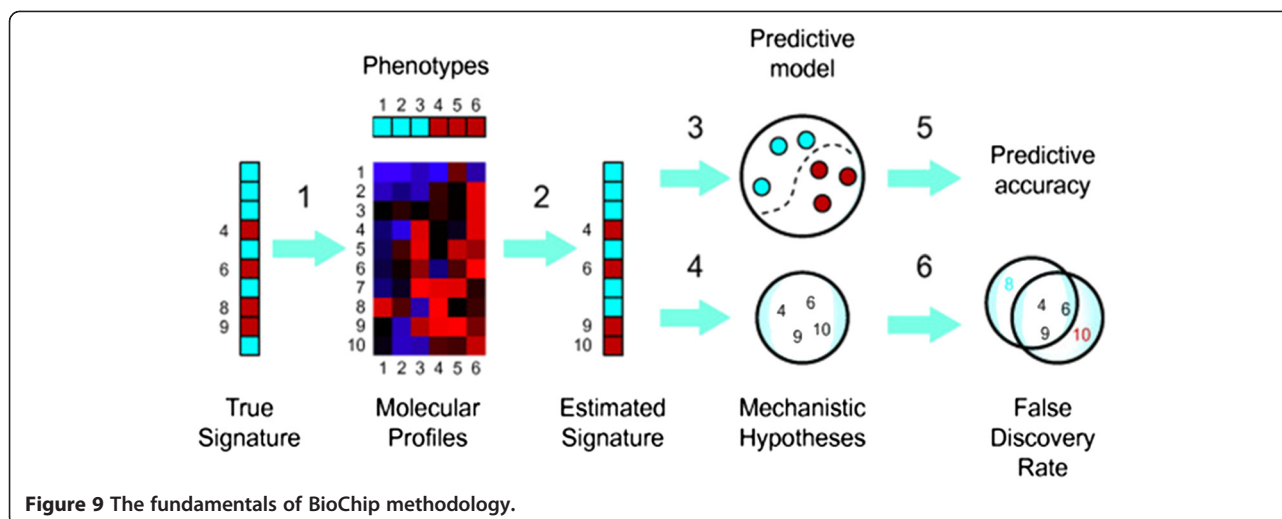 Predictive
model
Phenotypes
1 2 3 4 5 6
1
2
3
4
5
6
7
8
9
10
1 2 3 4 5 6
4
6
8
9
1
2
4
6
9
10
3
5
Predictive
accuracy
4
4 6
9 10
6
8
4 6
9 10
True
Signature
Molecular
Profiles
Estimated
Signature
Mechanistic
Hypotheses
False
Discovery
Rate
Figure 9 The fundamentals of BioChip methodology.